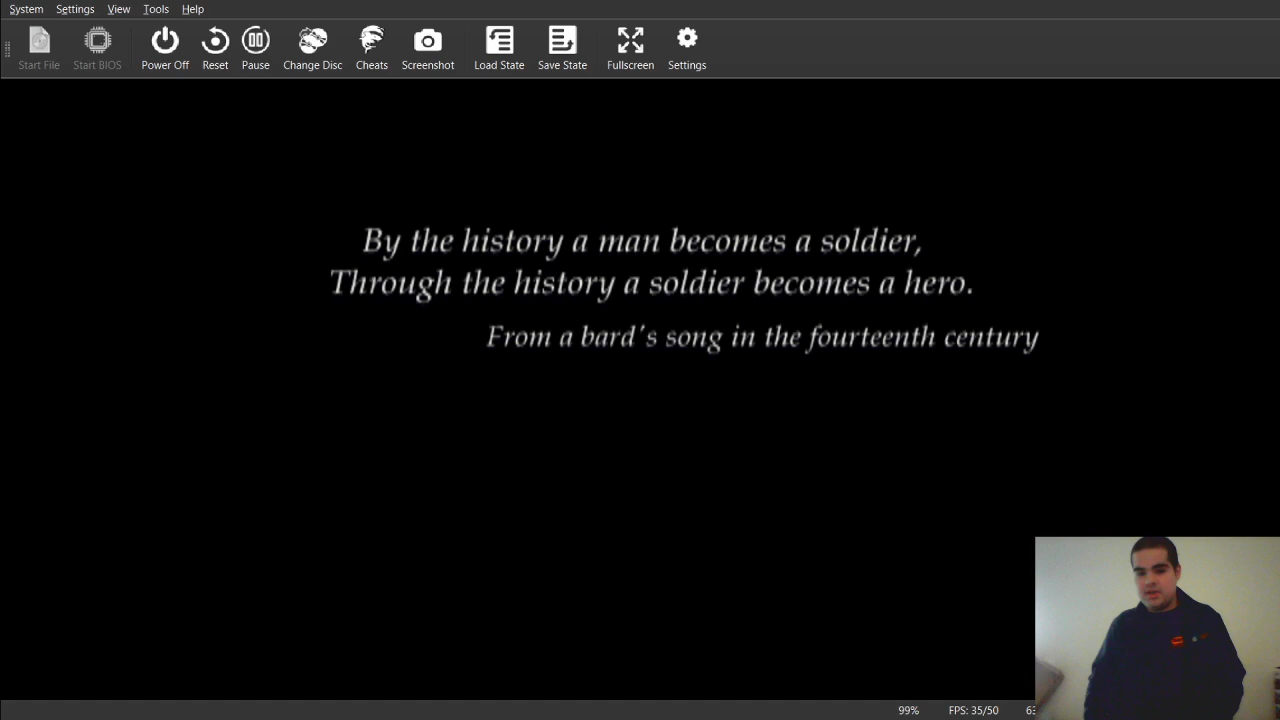 System Settings View Tools Help
Start File Start BIOS Power Off Reset Pause Change Disc Cheats Screenshot Load State Save State Fullscreen Settings
By the history a man becomes a soldier,
Through the history a soldier becomes a hero.
From a bard's song in the fourteenth century
99% FPS: 35/50 63